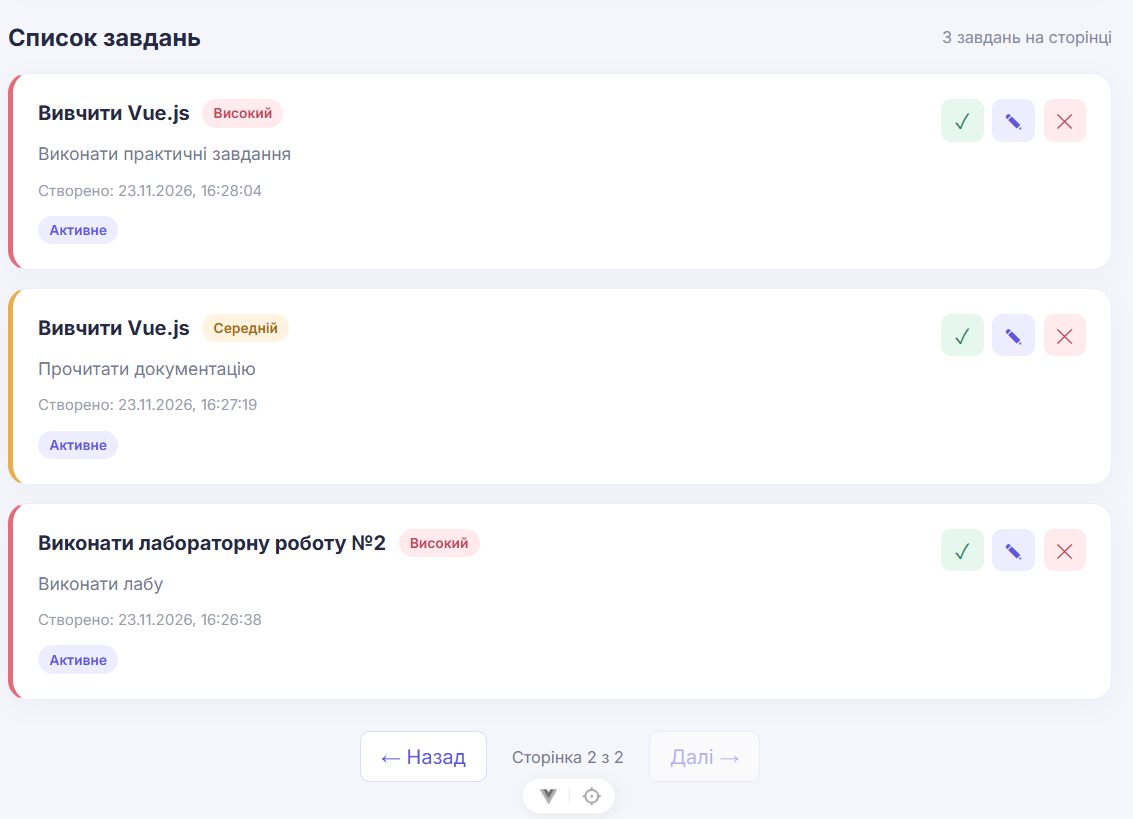 Список завдань
3 завдань на сторінці
Вивчити Vue.js Високий
Виконати практичні завдання
Створено: 23.11.2026, 16:28:04
Активне
Вивчити Vue.js Середній
Прочитати документацію
Створено: 23.11.2026, 16:27:19
Активне
Виконати лабораторну роботу №2 Високий
Виконати лабу
Створено: 23.11.2026, 16:26:38
Активне
← Назад Сторінка 2 з 2 Далі →